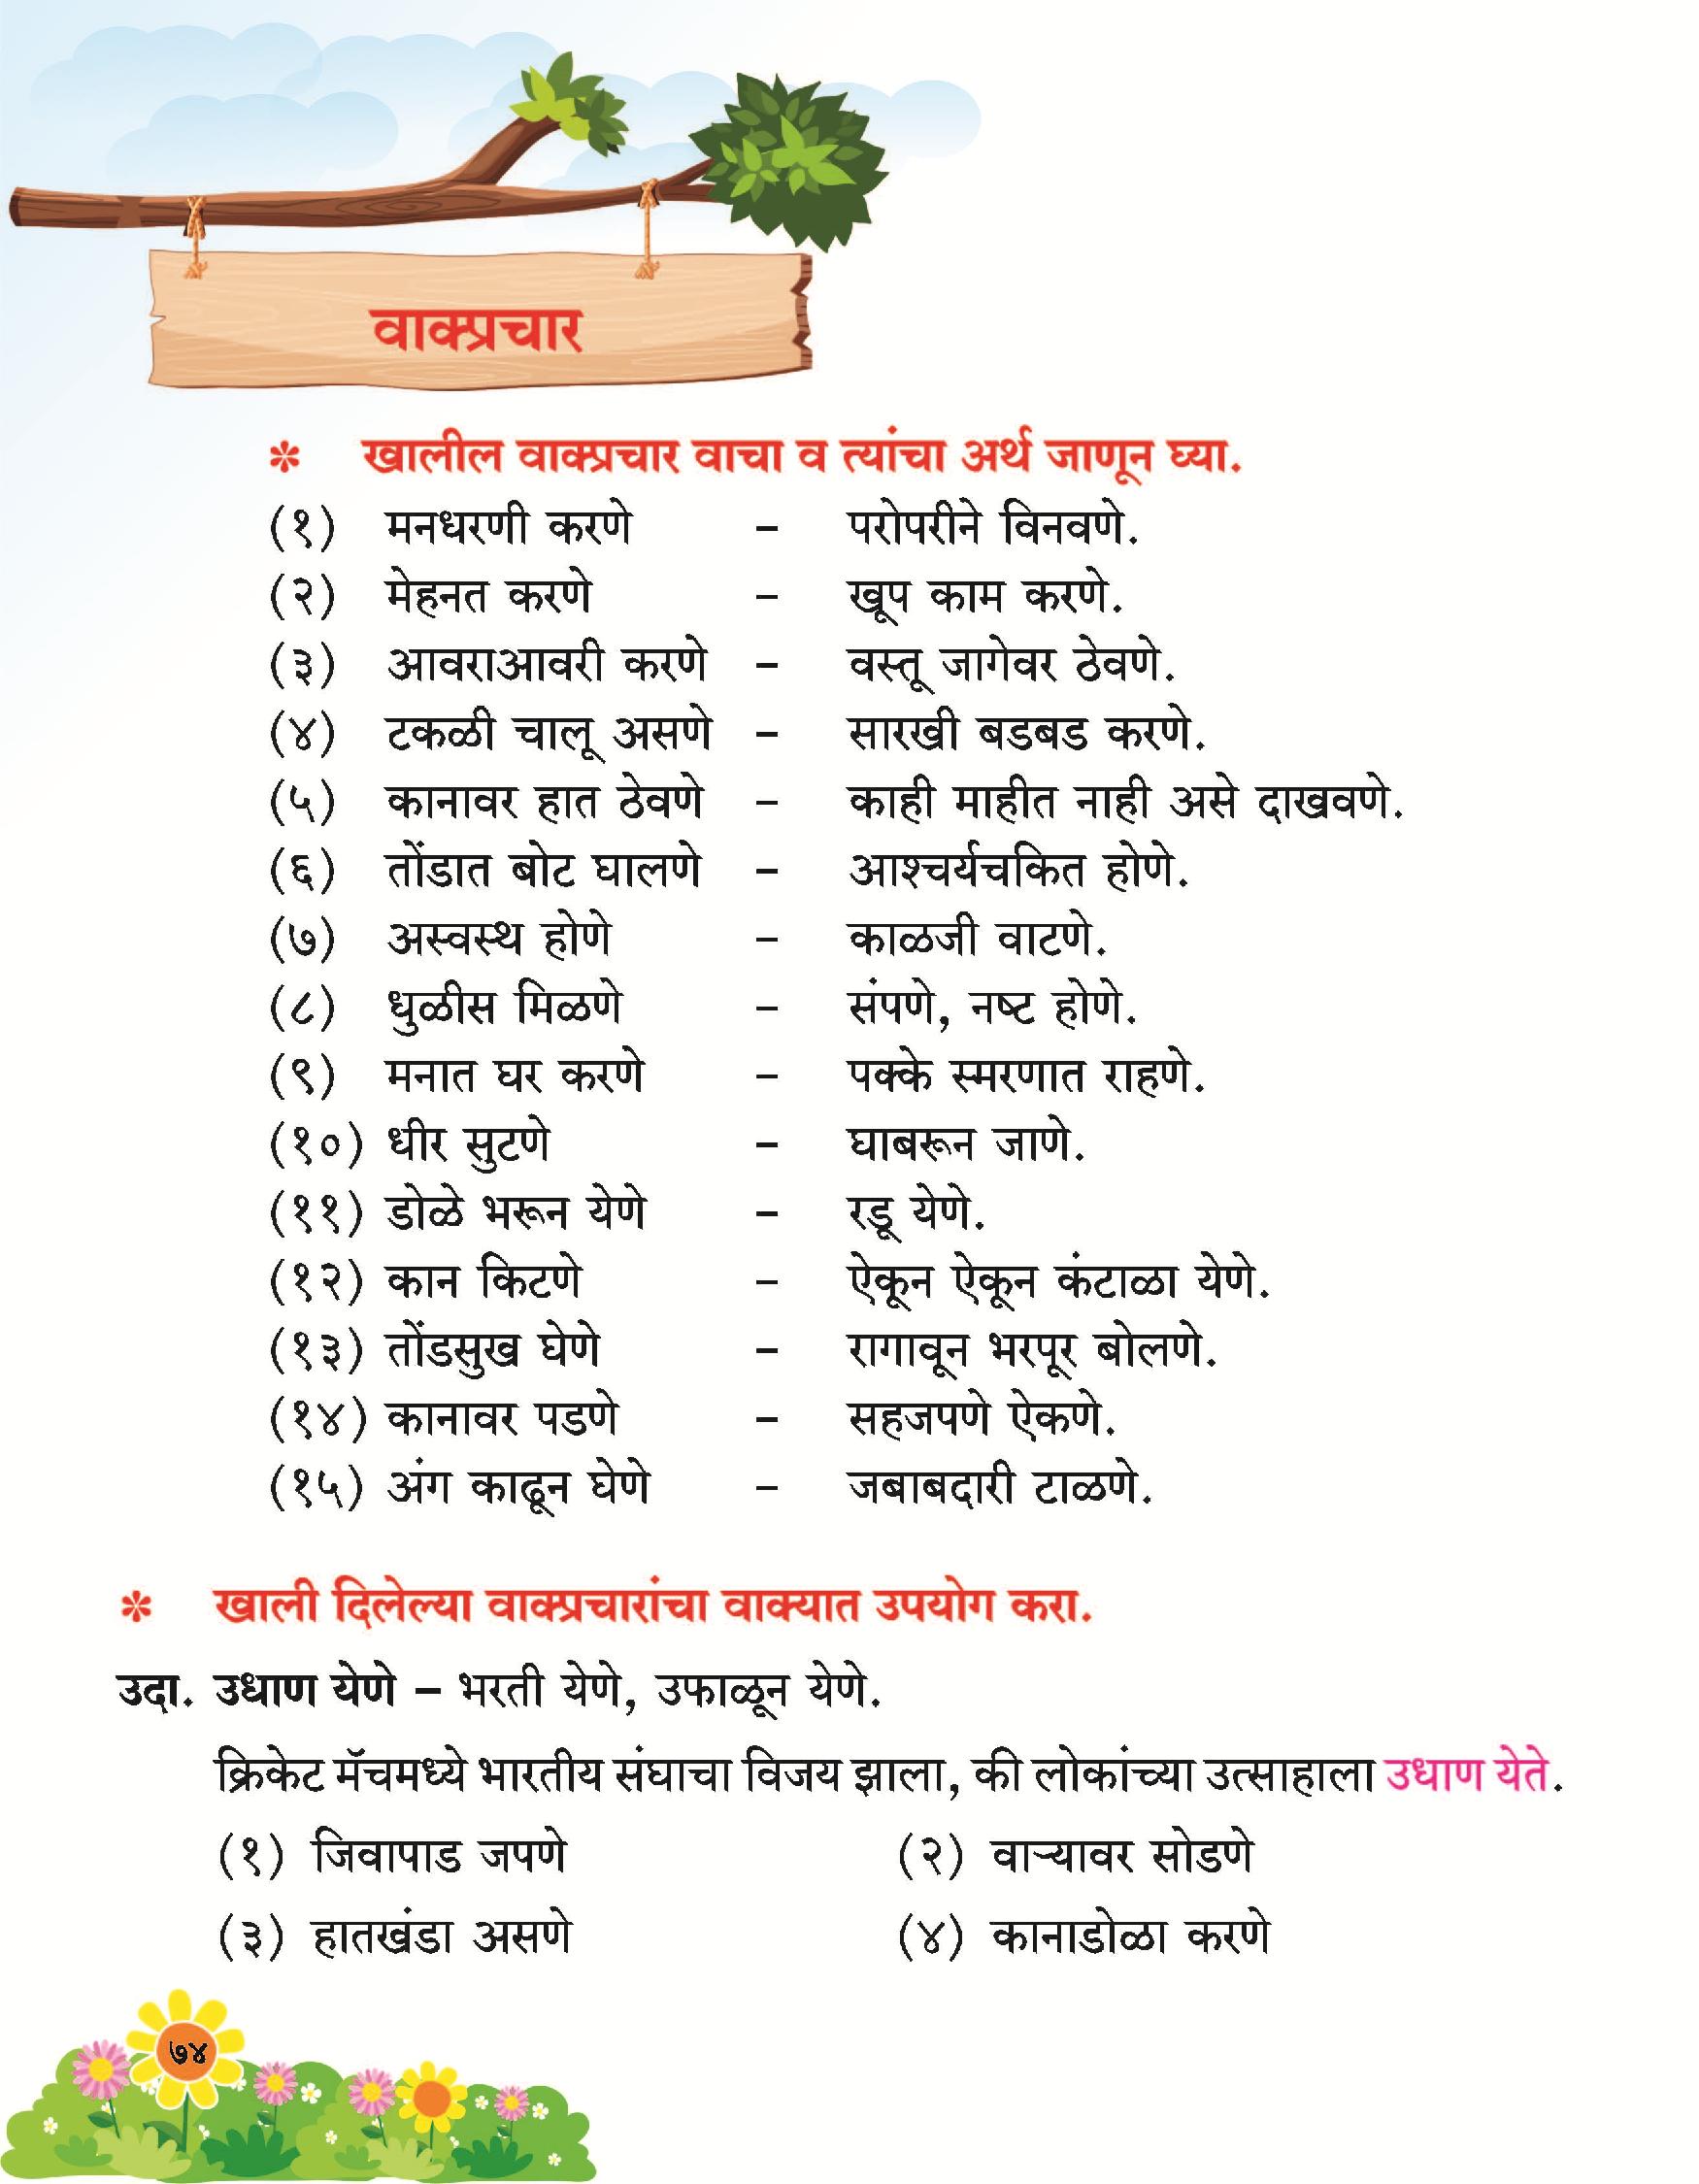 वाक्प्रचार
✽ खालील वाक्प्रचार वाचा व त्यांचा अर्थ जाणून घ्या.
(१) मनधरणी करणे – परोपरीने विनवणे.
(२) मेहनत करणे – खूप काम करणे.
(३) आवराआवरी करणे – वस्तू जागेवर ठेवणे.
(४) टकळी चालू असणे – सारखी बडबड करणे.
(५) कानावर हात ठेवणे – काही माहीत नाही असे दाखवणे.
(६) तोंडात बोट घालणे – आश्चर्यचकित होणे.
(७) अस्वस्थ होणे – काळजी वाटणे.
(८) धुळीस मिळणे – संपणे, नष्ट होणे.
(९) मनात घर करणे – पक्के स्मरणात राहणे.
(१०) धीर सुटणे – घाबरून जाणे.
(११) डोळे भरून येणे – रडू येणे.
(१२) कान किटणे – ऐकून ऐकून कंटाळा येणे.
(१३) तोंडसुख घेणे – रागावून भरपूर बोलणे.
(१४) कानावर पडणे – सहजपणे ऐकणे.
(१५) अंग काढून घेणे – जबाबदारी टाळणे.
✽ खाली दिलेल्या वाक्प्रचारांचा वाक्यात उपयोग करा.
उदा. उधाण येणे – भरती येणे, उफाळून येणे.
क्रिकेट मॅचमध्ये भारतीय संघाचा विजय झाला, की लोकांच्या उत्साहाला उधाण येते.
(१) जिवापाड जपणे (२) वाऱ्यावर सोडणे
(३) हातखंडा असणे (४) कानाडोळा करणे
७४